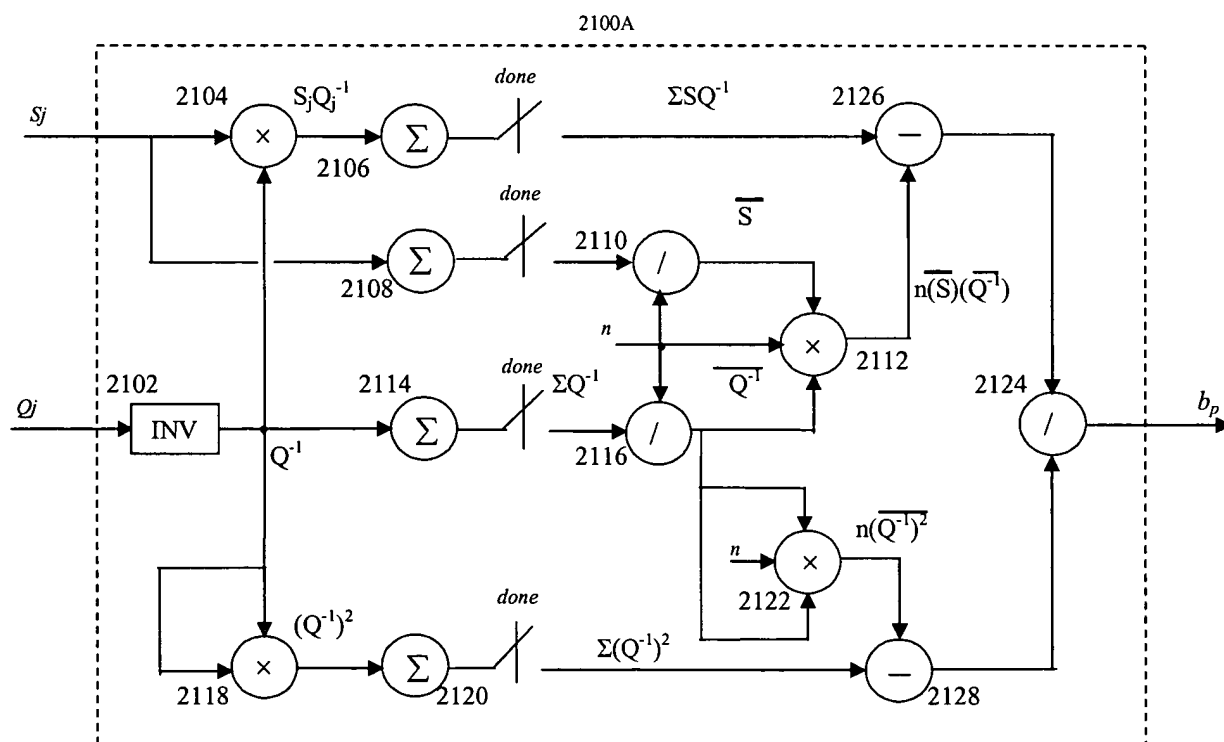 2100A
2104
SjQj⁻¹
done
ΣSQ⁻¹
2126
Sj
×
Σ
−
2106
done
S̅
2110
Σ
/
2108
n(S̅)(Q̅⁻¹)
n
×
2112
done
2102
2114
ΣQ⁻¹
Q̅⁻¹
2124
Qj
INV
Σ
/
/
bp
Q⁻¹
2116
n(Q̅⁻¹)²
n
×
2122
done
(Q⁻¹)²
Σ(Q⁻¹)²
×
Σ
−
2118
2120
2128